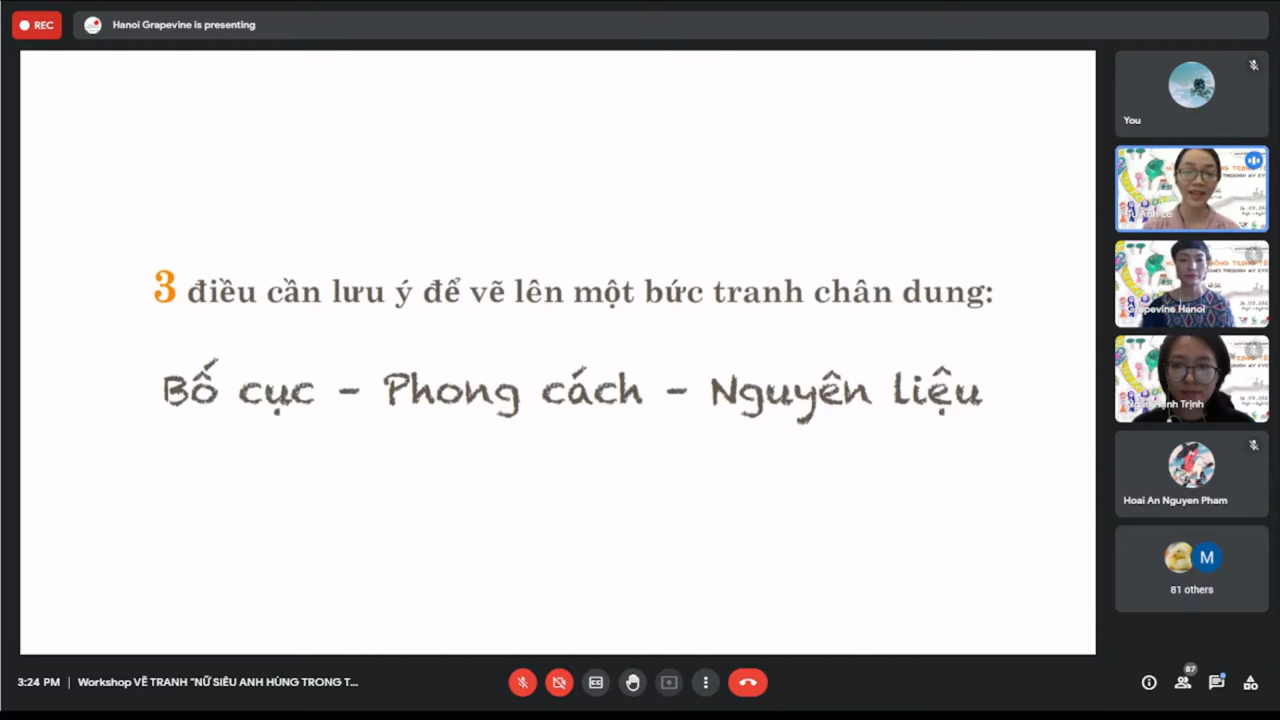 REC
Hanoi Grapevine is presenting
You
3 điều cần lưu ý để vẽ lên một bức tranh chân dung:
Bố cục - Phong cách - Nguyên liệu
Grapevine Hanoi
Trịnh
Hoai An Nguyen Pham
M
81 others
3:24 PM | Workshop VẼ TRANH "NỮ SIÊU ANH HÙNG TRONG T...
87